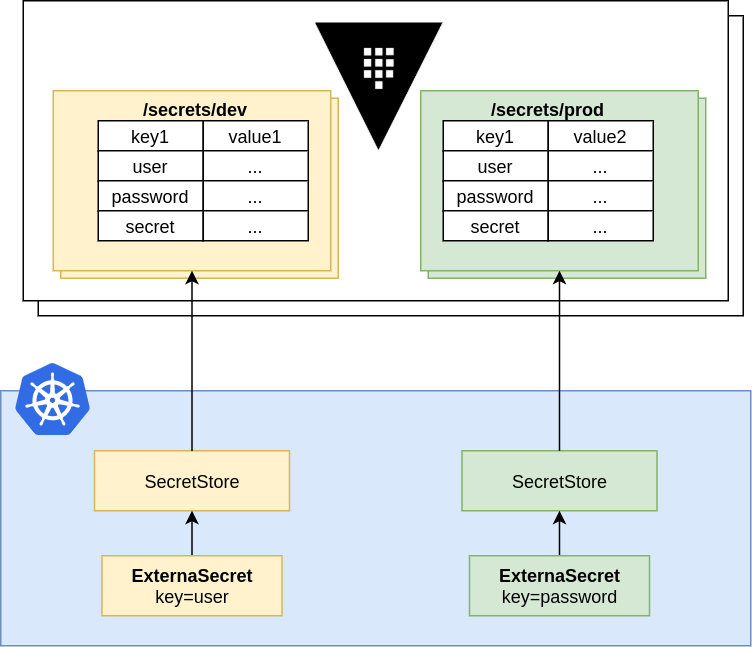 /secrets/dev
key1 value1
user ...
password ...
secret ...
/secrets/prod
key1 value2
user ...
password ...
secret ...
SecretStore
SecretStore
ExternaSecret
key=user
ExternaSecret
key=password